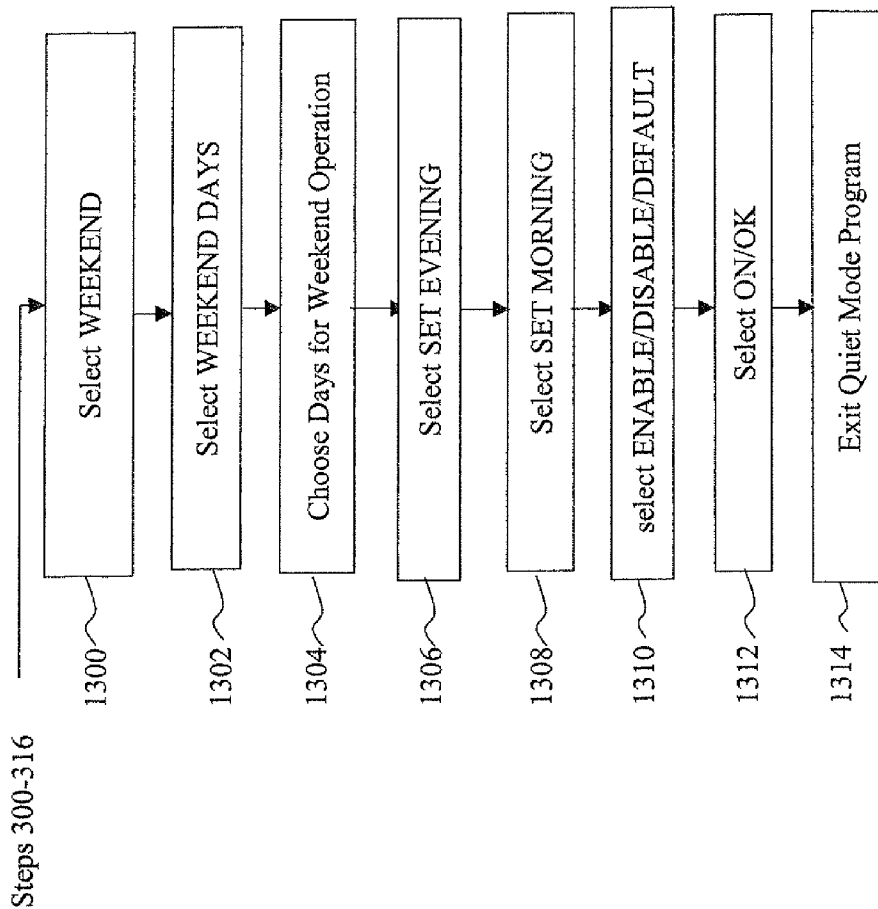 Steps 300-316
1300
Select WEEKEND
1302
Select WEEKEND DAYS
1304
Choose Days for Weekend Operation
1306
Select SET EVENING
1308
Select SET MORNING
1310
select ENABLE/DISABLE/DEFAULT
1312
Select ON/OK
1314
Exit Quiet Mode Program